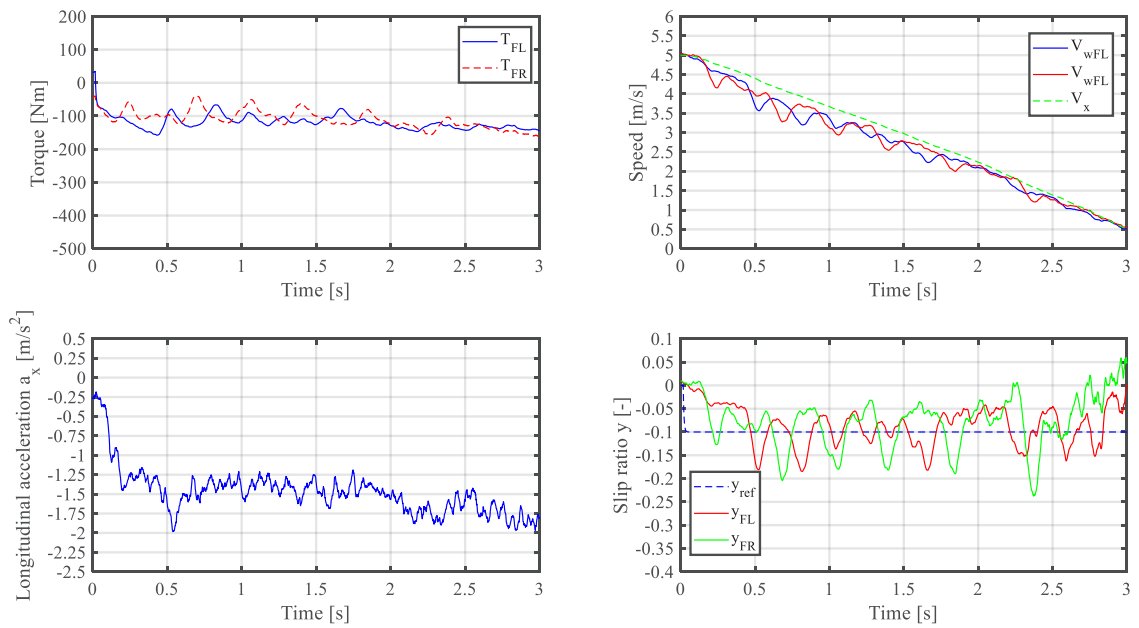 200
100
0
-100
-200
-300
-400
-500
0 0.5 1 1.5 2 2.5 3
Torque [Nm]
Time [s]
T_FL
T_FR
6
5.5
5
4.5
4
3.5
3
2.5
2
1.5
1
0.5
0
0 0.5 1 1.5 2 2.5 3
Speed [m/s]
Time [s]
V_wFL
V_wFL
V_x
0.5
0.25
0
-0.25
-0.5
-0.75
-1
-1.25
-1.5
-1.75
-2
-2.25
-2.5
0 0.5 1 1.5 2 2.5 3
Longitudinal acceleration a_x [m/s^2]
Time [s]
0.1
0.05
0
-0.05
-0.1
-0.15
-0.2
-0.25
-0.3
-0.35
-0.4
0 0.5 1 1.5 2 2.5 3
Slip ratio y [-]
Time [s]
y_ref
y_FL
y_FR